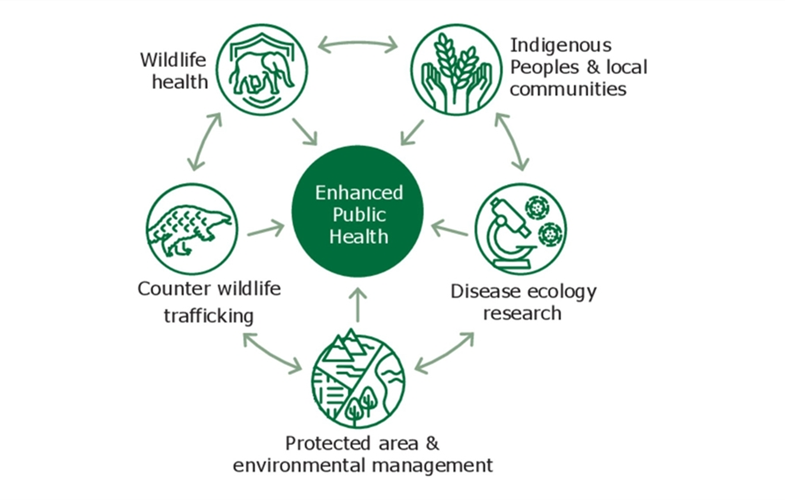 Wildlife
health
Indigenous
Peoples & local
communities
Enhanced
Public
Health
Counter wildlife
trafficking
Disease ecology
research
Protected area &
environmental management